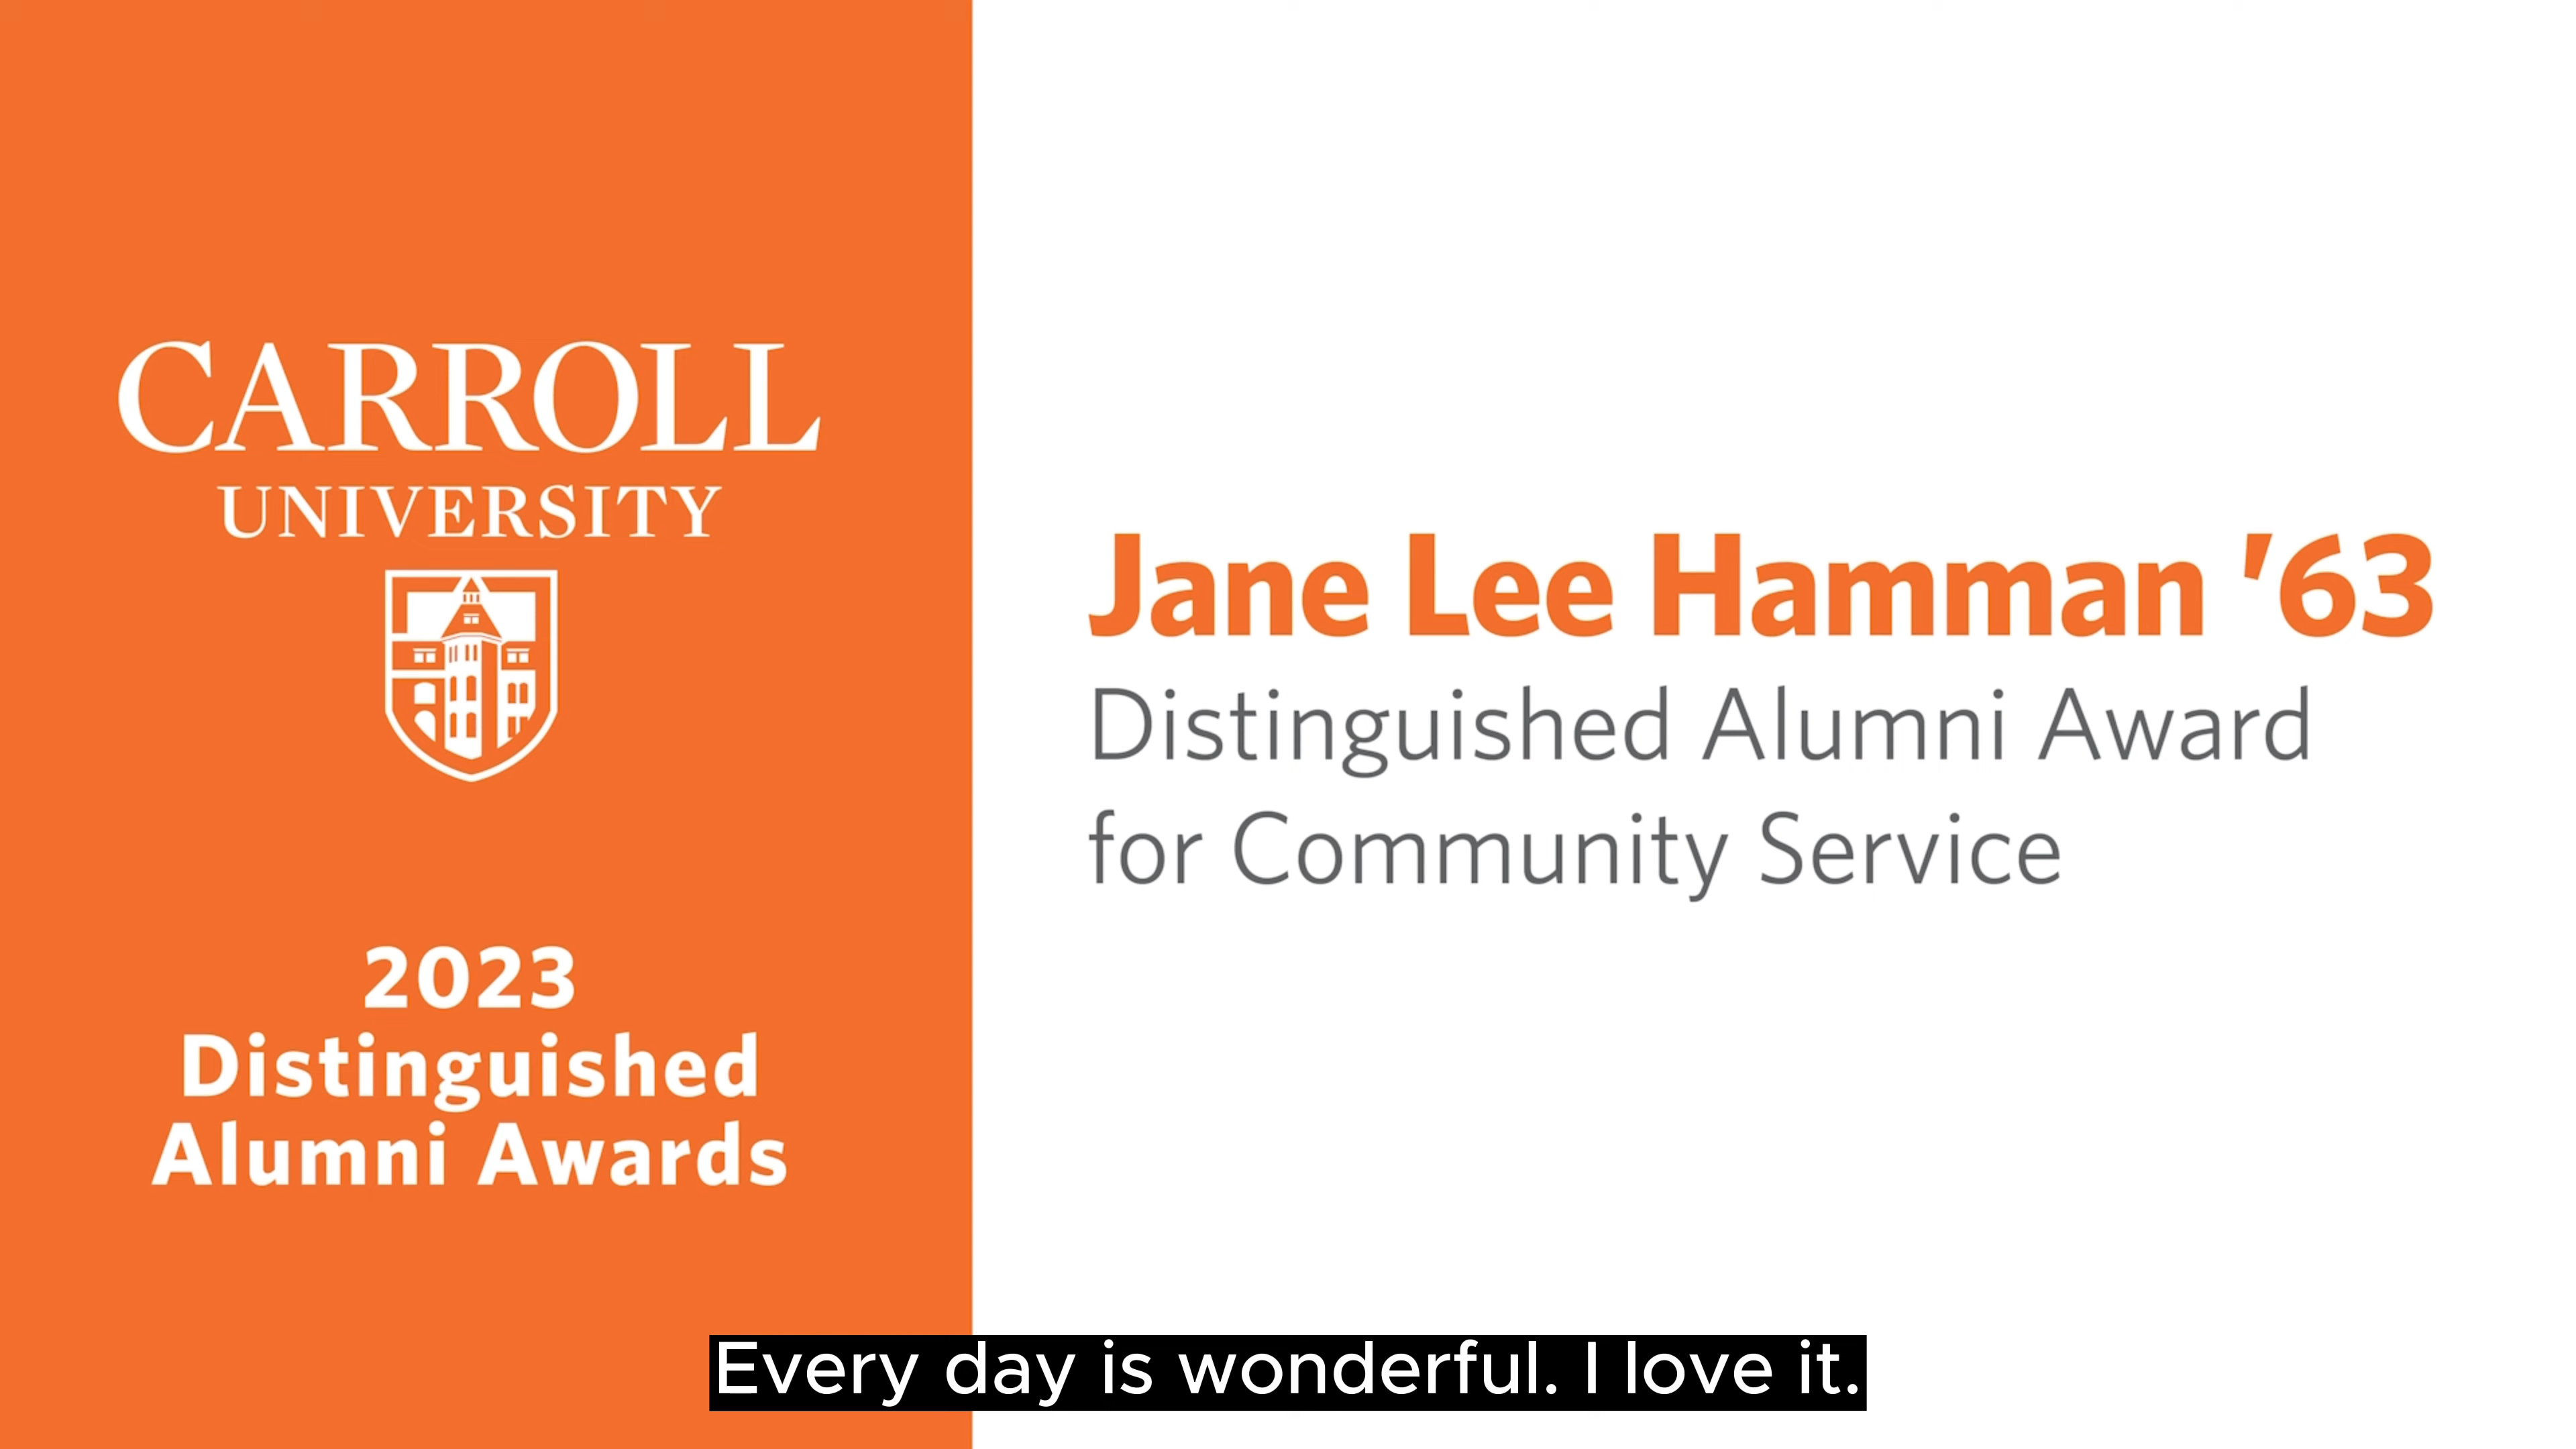 CARROLL
UNIVERSITY
2023
Distinguished
Alumni Awards
Jane Lee Hamman ’63
Distinguished Alumni Award
for Community Service
Every day is wonderful. I love it.